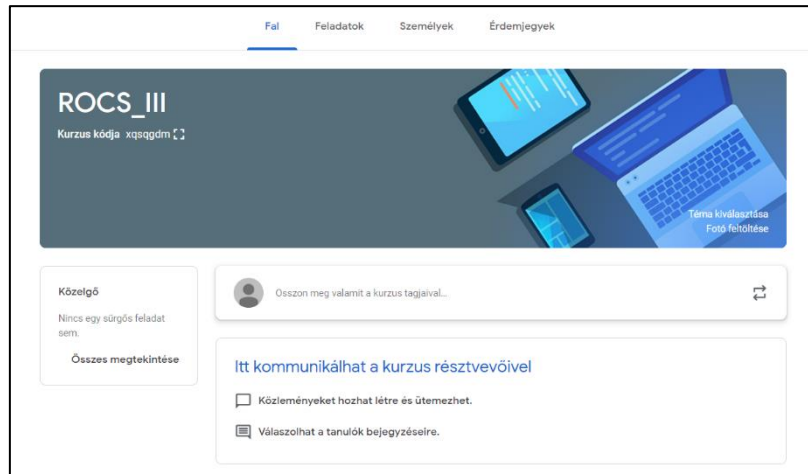 Fal Feladatok Személyek Érdemjegyek
ROCS_III
Kurzus kódja xqsqgdm
Téma kiválasztása
Fotó feltöltése
Közelgő
Nincs egy sürgős feladat
sem.
Összes megtekintése
Osszon meg valamit a kurzus tagjaival...
Itt kommunikálhat a kurzus résztvevőivel
Közleményeket hozhat létre és ütemezhet.
Válaszolhat a tanulók bejegyzéseire.